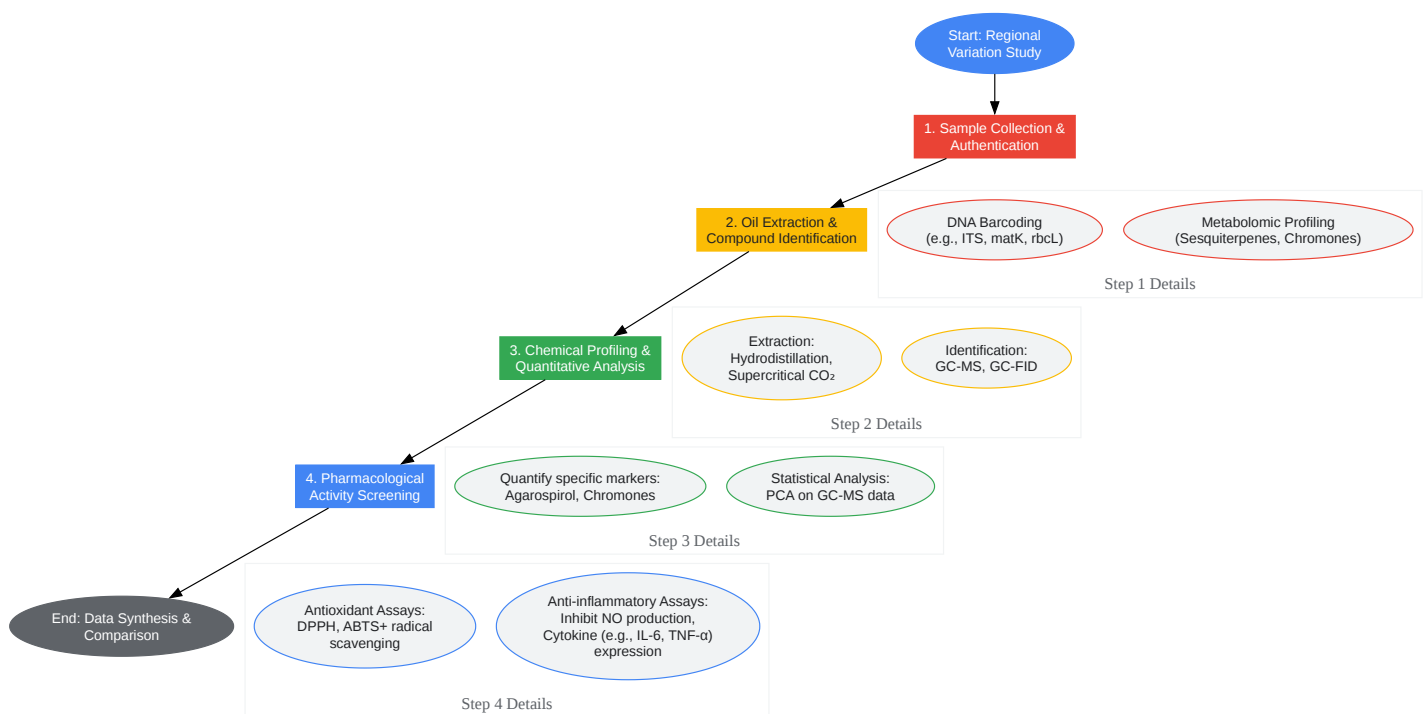 Start: Regional
Variation Study
1. Sample Collection &
Authentication
2. Oil Extraction &
Compound Identification
DNA Barcoding
(e.g., ITS, matK, rbcL)
Metabolomic Profiling
(Sesquiterpenes, Chromones)
Step 1 Details
3. Chemical Profiling &
Quantitative Analysis
Extraction:
Hydrodistillation,
Supercritical CO₂
Identification:
GC-MS, GC-FID
Step 2 Details
4. Pharmacological
Activity Screening
Quantify specific markers:
Agarospirol, Chromones
Statistical Analysis:
PCA on GC-MS data
Step 3 Details
End: Data Synthesis &
Comparison
Antioxidant Assays:
DPPH, ABTS+ radical
scavenging
Anti-inflammatory Assays:
Inhibit NO production,
Cytokine (e.g., IL-6, TNF-α)
expression
Step 4 Details